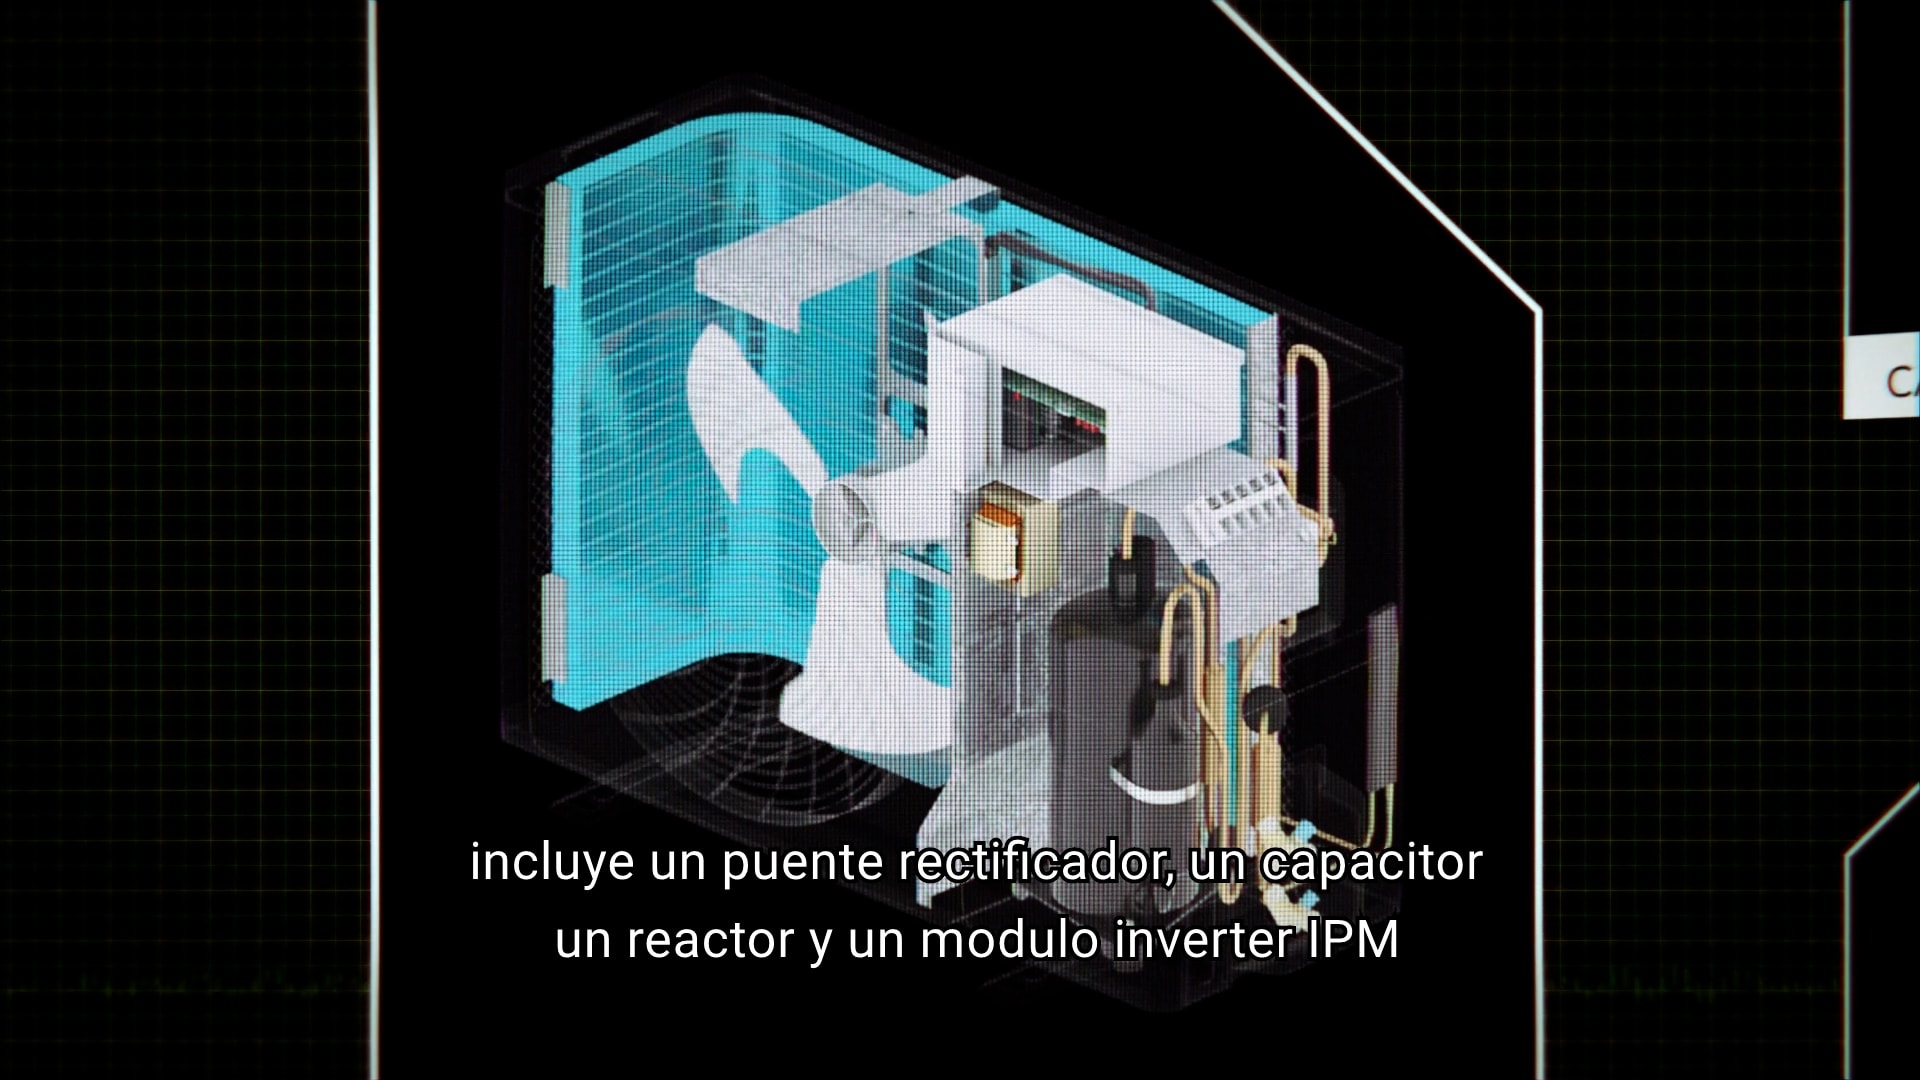 incluye un puente rectificador, un capacitor
un reactor y un modulo inverter IPM